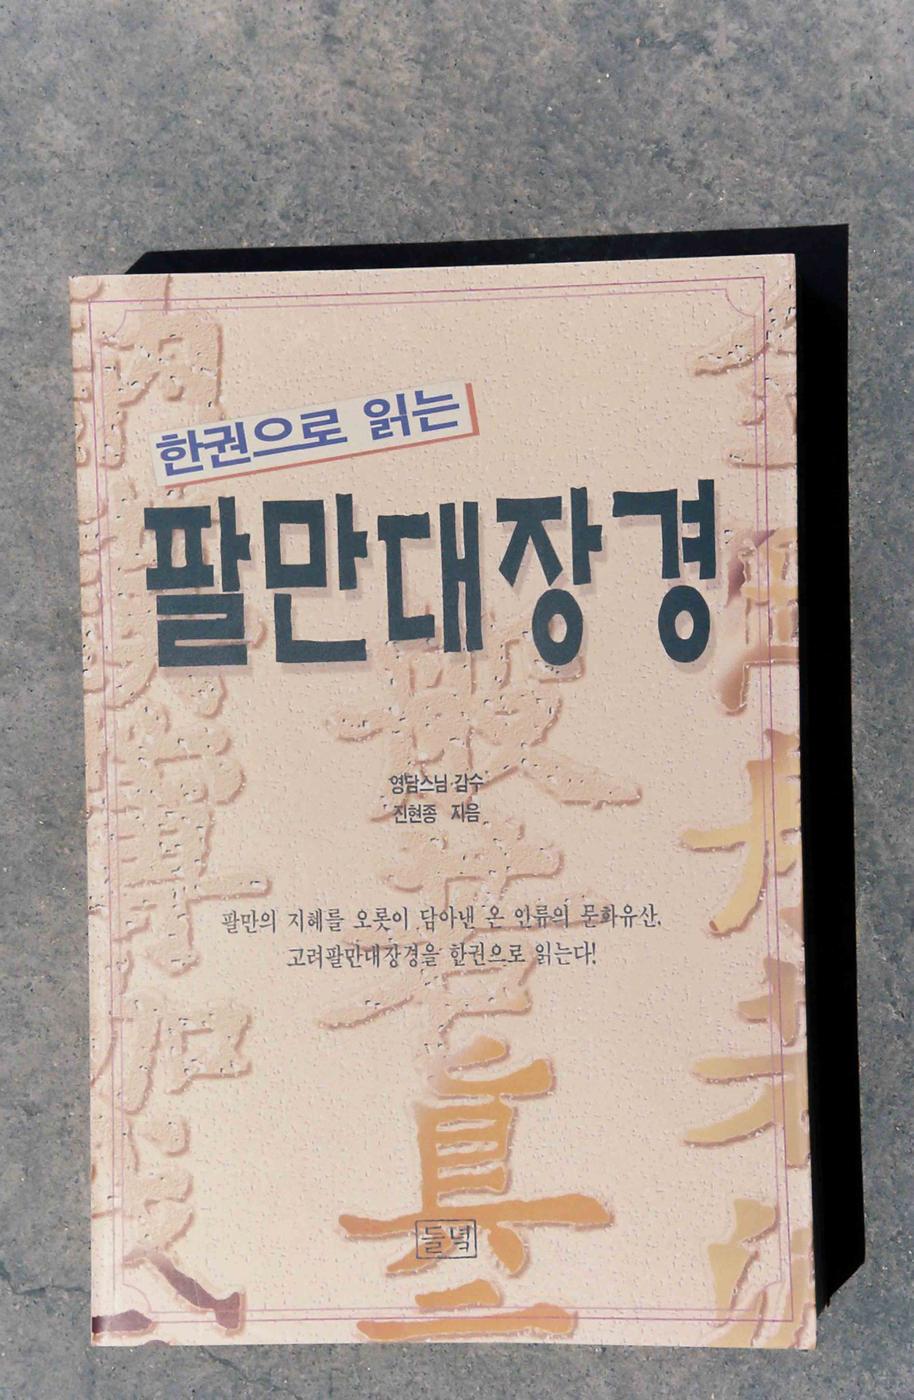 한권으로 읽는
팔만대장경
영담스님·감수
진현종 지음
팔만의 지혜를 오롯이 담아낸 온 인류의 문화유산,
고려팔만대장경을 한권으로 읽는다!
眞
들녘